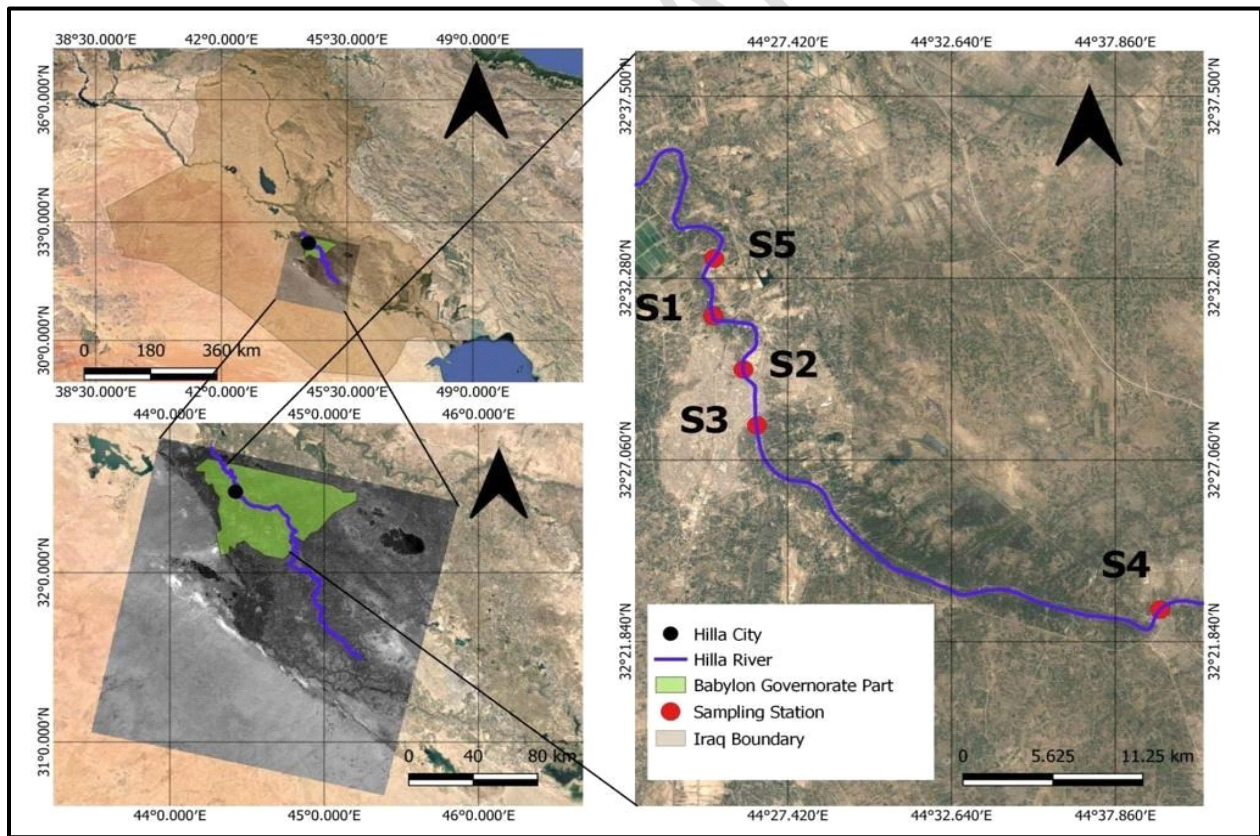 38°30.000′E 42°0.000′E 45°30.000′E 49°0.000′E
36°0.000′N
33°0.000′N
30°0.000′N
0 180 360 km
38°30.000′E 42°0.000′E 45°30.000′E 49°0.000′E
44°0.000′E 45°0.000′E 46°0.000′E
32°0.000′N
31°0.000′N
0 40 80 km
44°0.000′E 45°0.000′E 46°0.000′E
44°27.420′E 44°32.640′E 44°37.860′E
32°37.500′N 32°37.500′N
S5
32°32.280′N 32°32.280′N
S1
S2
S3
32°27.060′N 32°27.060′N
S4
32°21.840′N 32°21.840′N
Hilla City
Hilla River
Babylon Governorate Part
Sampling Station
Iraq Boundary
0 5.625 11.25 km
44°27.420′E 44°32.640′E 44°37.860′E